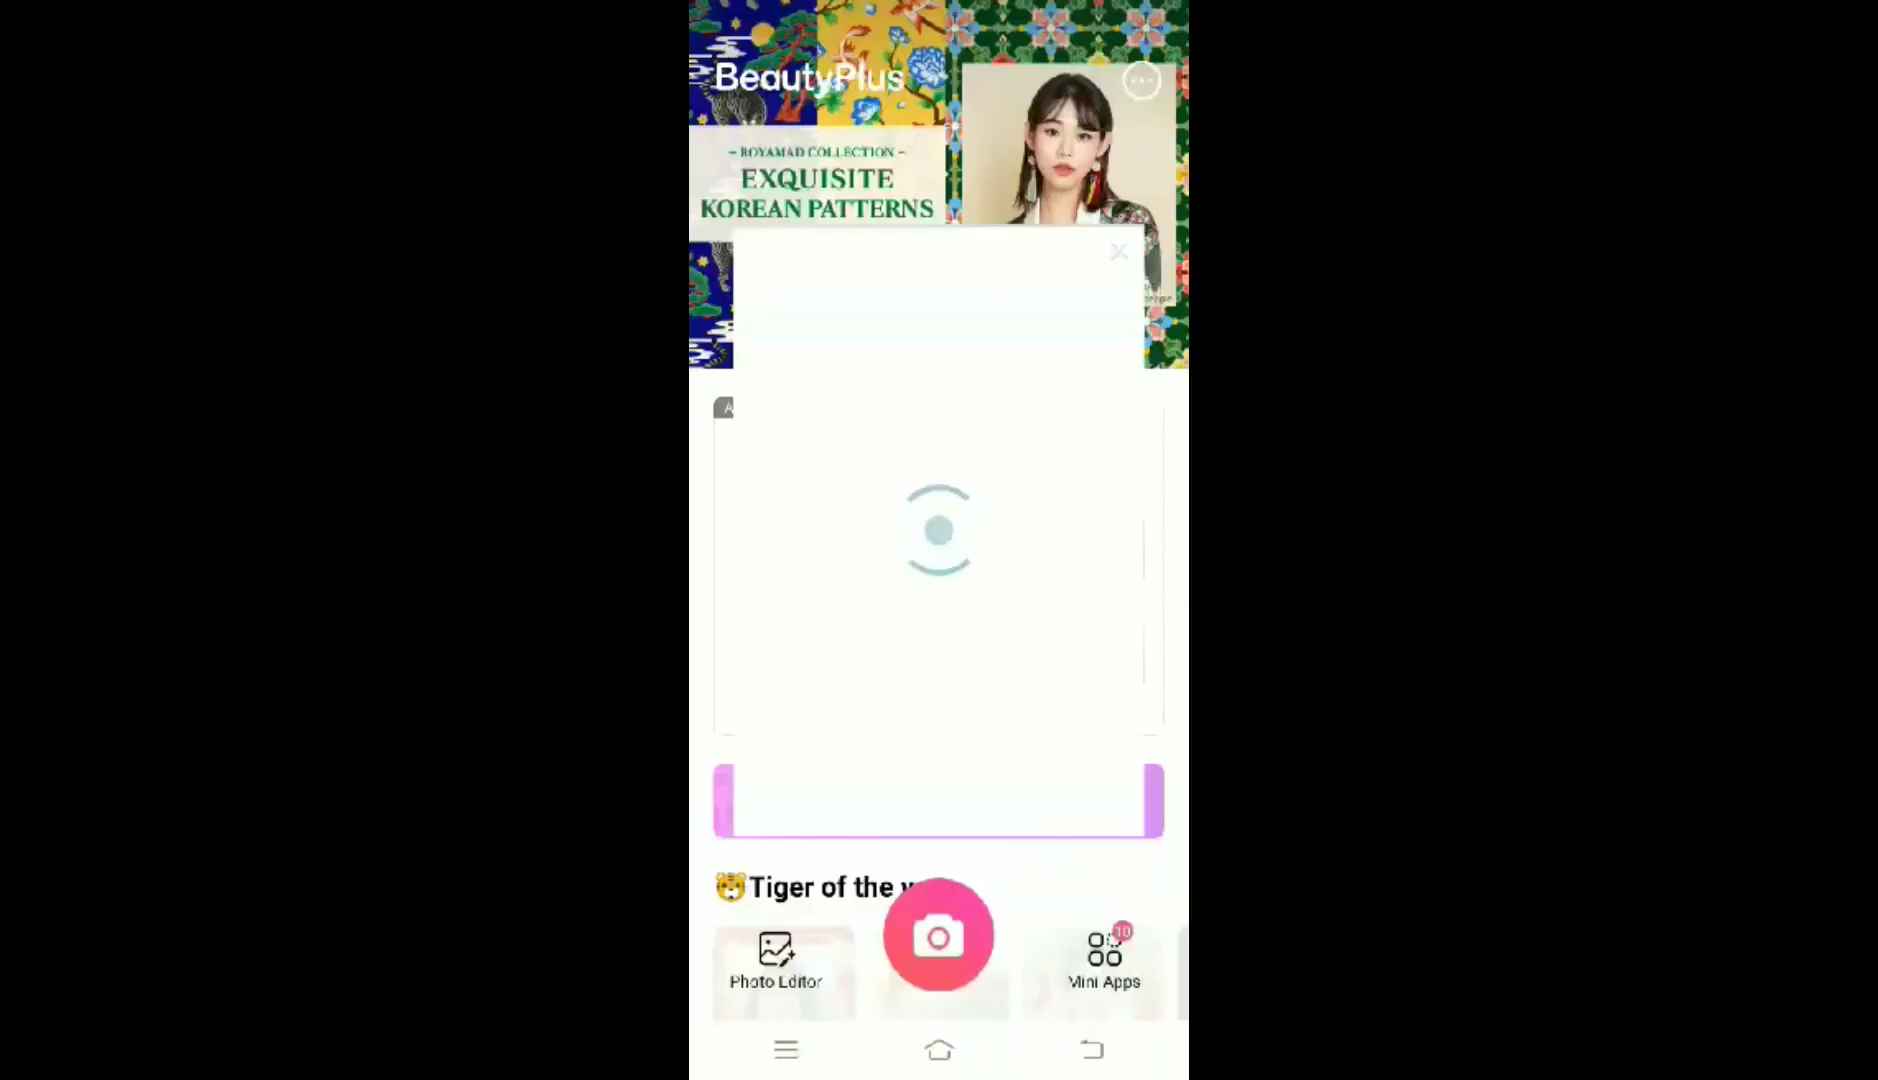 BeautyPlus
- ROYAMAD COLLECTION -
EXQUISITE
KOREAN PATTERNS
A
Tiger of the
10
Photo Editor
Mini Apps